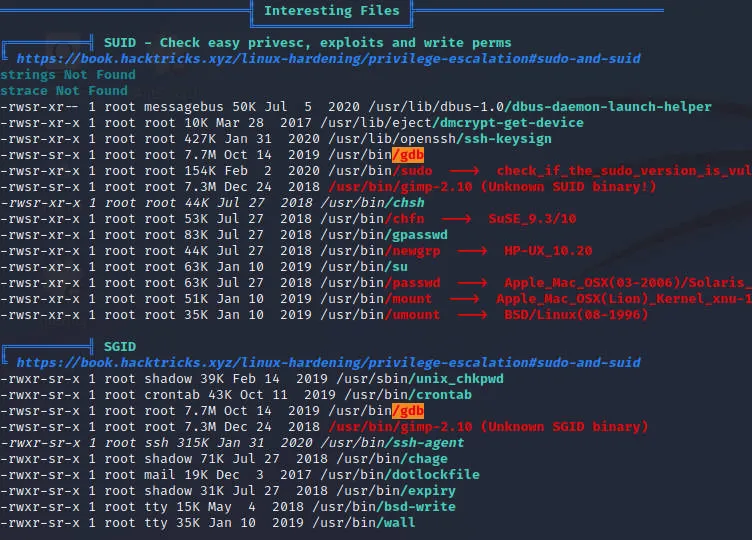 Interesting Files
SUID - Check easy privesc, exploits and write perms
https://book.hacktricks.xyz/linux-hardening/privilege-escalation#sudo-and-suid
strings Not Found
strace Not Found
-rwsr-xr-- 1 root messagebus 50K Jul  5  2020 /usr/lib/dbus-1.0/dbus-daemon-launch-helper
-rwsr-xr-x 1 root root 10K Mar 28  2017 /usr/lib/eject/dmcrypt-get-device
-rwsr-xr-x 1 root root 427K Jan 31  2020 /usr/lib/openssh/ssh-keysign
-rwsr-xr-x 1 root root 7.7M Oct 14  2019 /usr/bin/gdb
-rwsr-xr-x 1 root root 154K Feb  2  2020 /usr/bin/sudo  --->  check_if_the_sudo_version_is_vul
-rwsr-xr-x 1 root root 7.3M Dec 24  2018 /usr/bin/gimp-2.10 (Unknown SUID binary!)
-rwsr-xr-x 1 root root 44K Jul 27  2018 /usr/bin/chsh
-rwsr-xr-x 1 root root 53K Jul 27  2018 /usr/bin/chfn  --->  SuSE_9.3/10
-rwsr-xr-x 1 root root 83K Jul 27  2018 /usr/bin/gpasswd
-rwsr-xr-x 1 root root 44K Jul 27  2018 /usr/bin/newgrp  --->  HP-UX_10.20
-rwsr-xr-x 1 root root 63K Jan 10  2019 /usr/bin/su
-rwsr-xr-x 1 root root 63K Jul 27  2018 /usr/bin/passwd  --->  Apple_Mac_OSX(03-2006)/Solaris_
-rwsr-xr-x 1 root root 51K Jan 10  2019 /usr/bin/mount  --->  Apple_Mac_OSX(Lion)_Kernel_xnu-1
-rwsr-xr-x 1 root root 35K Jan 10  2019 /usr/bin/umount  --->  BSD/Linux(08-1996)
SGID
https://book.hacktricks.xyz/linux-hardening/privilege-escalation#sudo-and-suid
-rwxr-sr-x 1 root shadow 39K Feb 14  2019 /usr/sbin/unix_chkpwd
-rwxr-sr-x 1 root crontab 43K Oct 11  2019 /usr/bin/crontab
-rwxr-sr-x 1 root root 7.7M Oct 14  2019 /usr/bin/gdb
-rwxr-sr-x 1 root root 7.3M Dec 24  2018 /usr/bin/gimp-2.10 (Unknown SGID binary)
-rwxr-sr-x 1 root ssh 315K Jan 31  2020 /usr/bin/ssh-agent
-rwxr-sr-x 1 root shadow 71K Jul 27  2018 /usr/bin/chage
-rwxr-sr-x 1 root mail 19K Dec  3  2017 /usr/bin/dotlockfile
-rwxr-sr-x 1 root shadow 31K Jul 27  2018 /usr/bin/expiry
-rwxr-sr-x 1 root tty 15K May  4  2018 /usr/bin/bsd-write
-rwxr-sr-x 1 root tty 35K Jan 10  2019 /usr/bin/wall